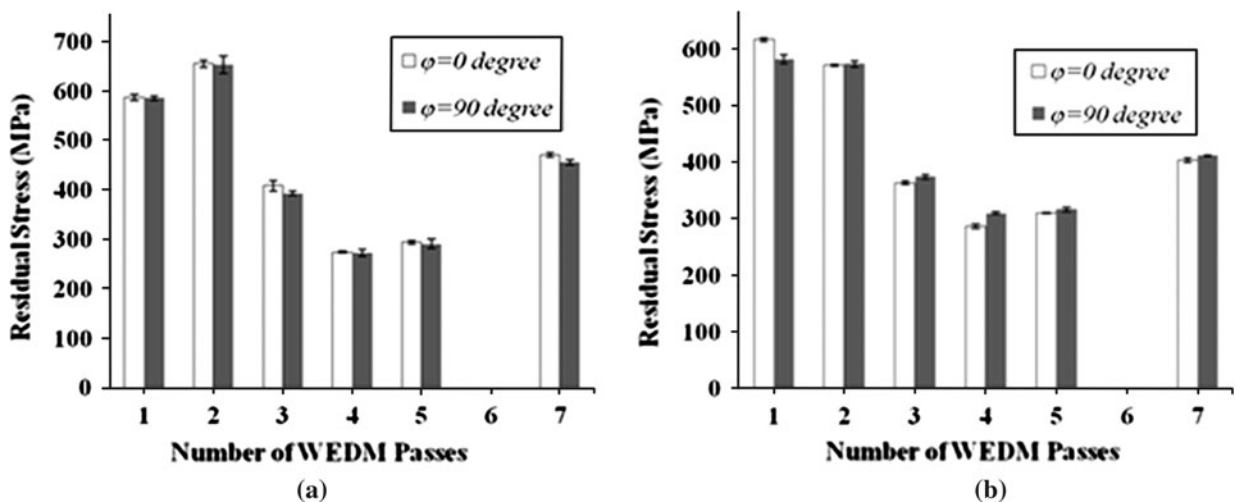 700
600
500
400
300
200
100
0
Residual Stress (MPa)
φ=0 degree
φ=90 degree
1 2 3 4 5 6 7
Number of WEDM Passes
(a)
600
500
400
300
200
100
0
Residual Stress (MPa)
φ=0 degree
φ=90 degree
1 2 3 4 5 6 7
Number of WEDM Passes
(b)